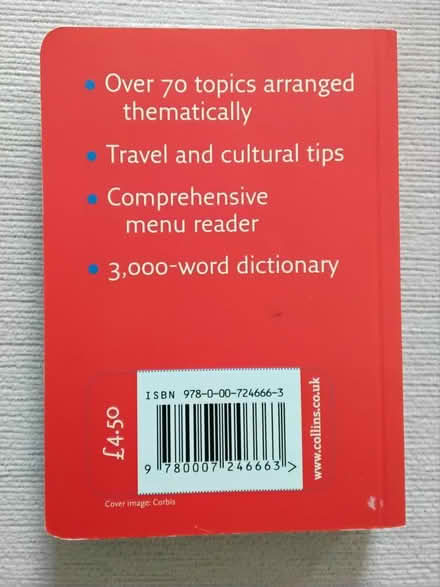 Over 70 topics arranged
thematically
Travel and cultural tips
Comprehensive
menu reader
3,000-word dictionary
ISBN 978-0-00-724666-3
9 780007 246663 >
£4.50
www.collins.co.uk
Cover image: Corbis